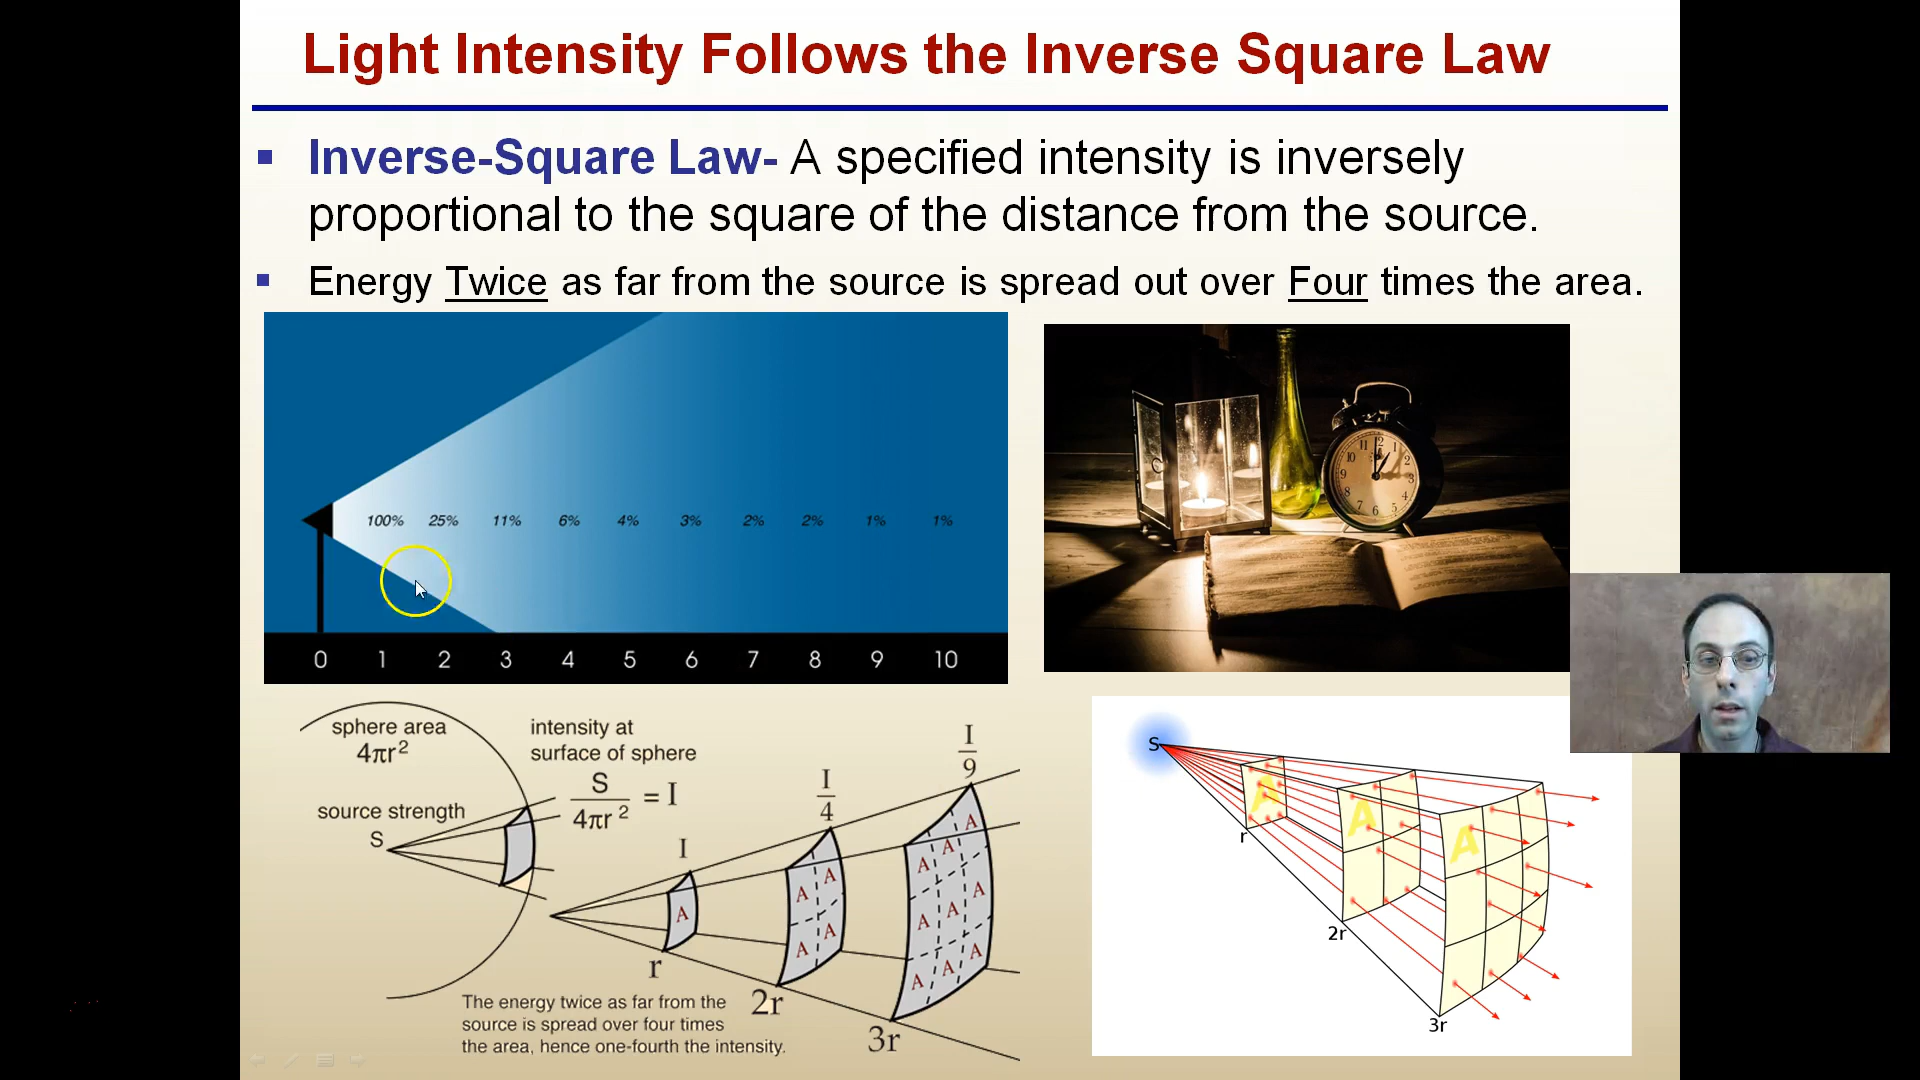 Light Intensity Follows the Inverse Square Law
▪ Inverse-Square Law- A specified intensity is inversely
proportional to the square of the distance from the source.
▪ Energy Twice as far from the source is spread out over Four times the area.
100% 25% 11% 6% 4% 3% 2% 2% 1% 1%
0 1 2 3 4 5 6 7 8 9 10
sphere area
4πr²
source strength
S
intensity at
surface of sphere
S / 4πr² = I
I
I/4
I/9
A
A A A A
A A A A A A A A A
r
2r
3r
The energy twice as far from the
source is spread over four times
the area, hence one-fourth the intensity.
S
A
A
A
r
2r
3r